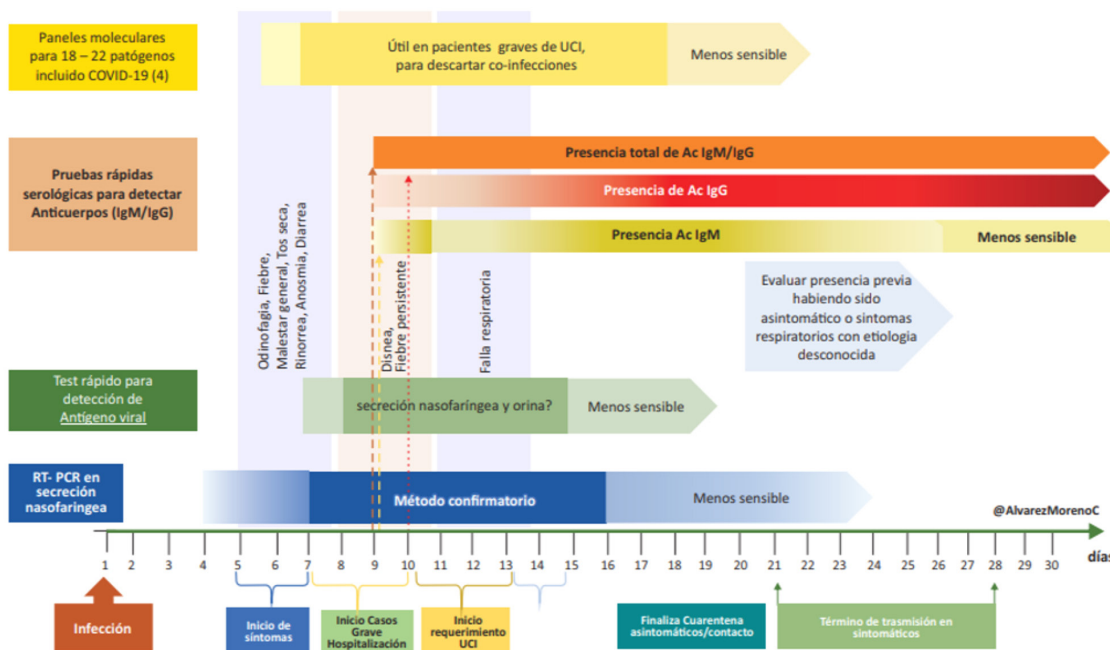 Paneles moleculares
para 18 – 22 patógenos
incluido COVID-19 (4)
Útil en pacientes graves de UCI,
para descartar co-infecciones
Menos sensible
Pruebas rápidas
serológicas para detectar
Anticuerpos (IgM/IgG)
Presencia total de Ac IgM/IgG
Presencia de Ac IgG
Presencia Ac IgM
Menos sensible
Odinofagia, Fiebre,
Malestar general, Tos seca,
Rinorrea, Anosmia, Diarrea
Disnea,
Fiebre persistente
Falla respiratoria
Evaluar presencia previa
habiendo sido
asintomático o sintomas
respiratorios con etiologia
desconocida
Test rápido para
detección de
Antígeno viral
secreción nasofaríngea y orina?
Menos sensible
RT- PCR en
secreción
nasofaringea
Método confirmatorio
Menos sensible
@AlvarezMorenoC
1 2 3 4 5 6 7 8 9 10 11 12 13 14 15 16 17 18 19 20 21 22 23 24 25 26 27 28 29 30
días
Infección
Inicio de
síntomas
Inicio Casos
Grave
Hospitalización
Inicio
requerimiento
UCI
Finaliza Cuarentena
asintomáticos/contacto
Término de trasmisión en
sintomáticos